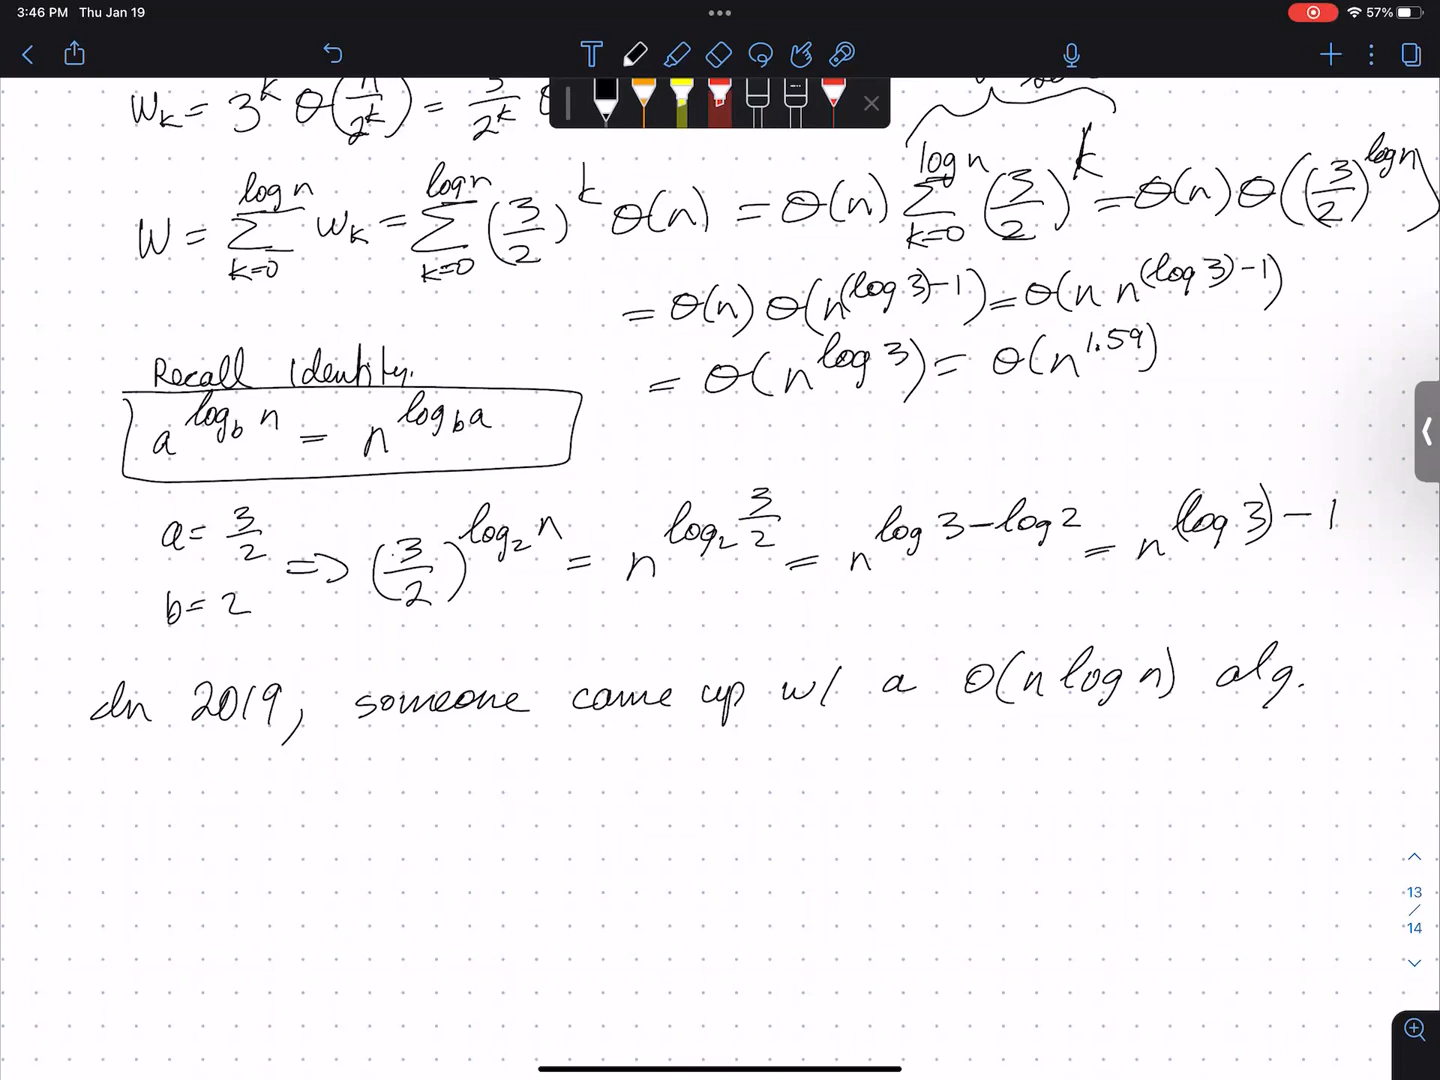 3:46 PM Thu Jan 19
57%
W_k = 3^k Θ(n/2^k) = 3/2^k
W = Σ_{k=0}^{log n} W_k = Σ_{k=0}^{log n} (3/2)^k Θ(n) = Θ(n) Σ_{k=0}^{log n} (3/2)^k = Θ(n) Θ((3/2)^{log n})
= Θ(n) Θ(n^{(log 3)-1}) = Θ(n n^{(log 3)-1})
= Θ(n^{log 3}) = Θ(n^{1.59})
Recall Identity.
a^{log_b n} = n^{log_b a}
a = 3/2
b = 2
=> (3/2)^{log_2 n} = n^{log_2 3/2} = n^{log 3 - log 2} = n^{(log 3) - 1}
In 2019, someone came up w/ a Θ(n log n) alg.
13
/
14